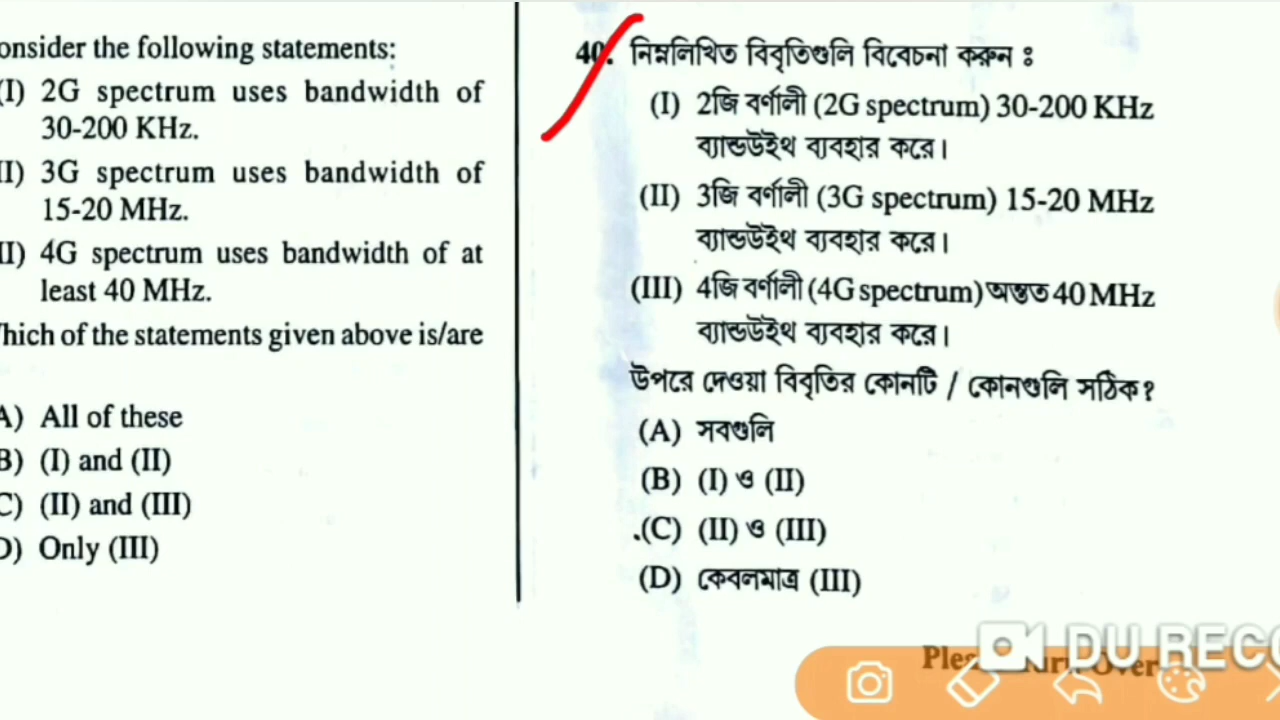 onsider the following statements:
(I) 2G spectrum uses bandwidth of
30-200 KHz.
II) 3G spectrum uses bandwidth of
15-20 MHz.
II) 4G spectrum uses bandwidth of at
least 40 MHz.
hich of the statements given above is/are
A) All of these
B) (I) and (II)
C) (II) and (III)
D) Only (III)
40. নিম্নলিখিত বিবৃতিগুলি বিবেচনা করুন ঃ
(I) 2জি বর্ণালী (2G spectrum) 30-200 KHz
ব্যান্ডউইথ ব্যবহার করে।
(II) 3জি বর্ণালী (3G spectrum) 15-20 MHz
ব্যান্ডউইথ ব্যবহার করে।
(III) 4জি বর্ণালী (4G spectrum) অন্তত 40 MHz
ব্যান্ডউইথ ব্যবহার করে।
উপরে দেওয়া বিবৃতির কোনটি / কোনগুলি সঠিক?
(A) সবগুলি
(B) (I) ও (II)
.(C) (II) ও (III)
(D) কেবলমাত্র (III)
Over
DU RECO